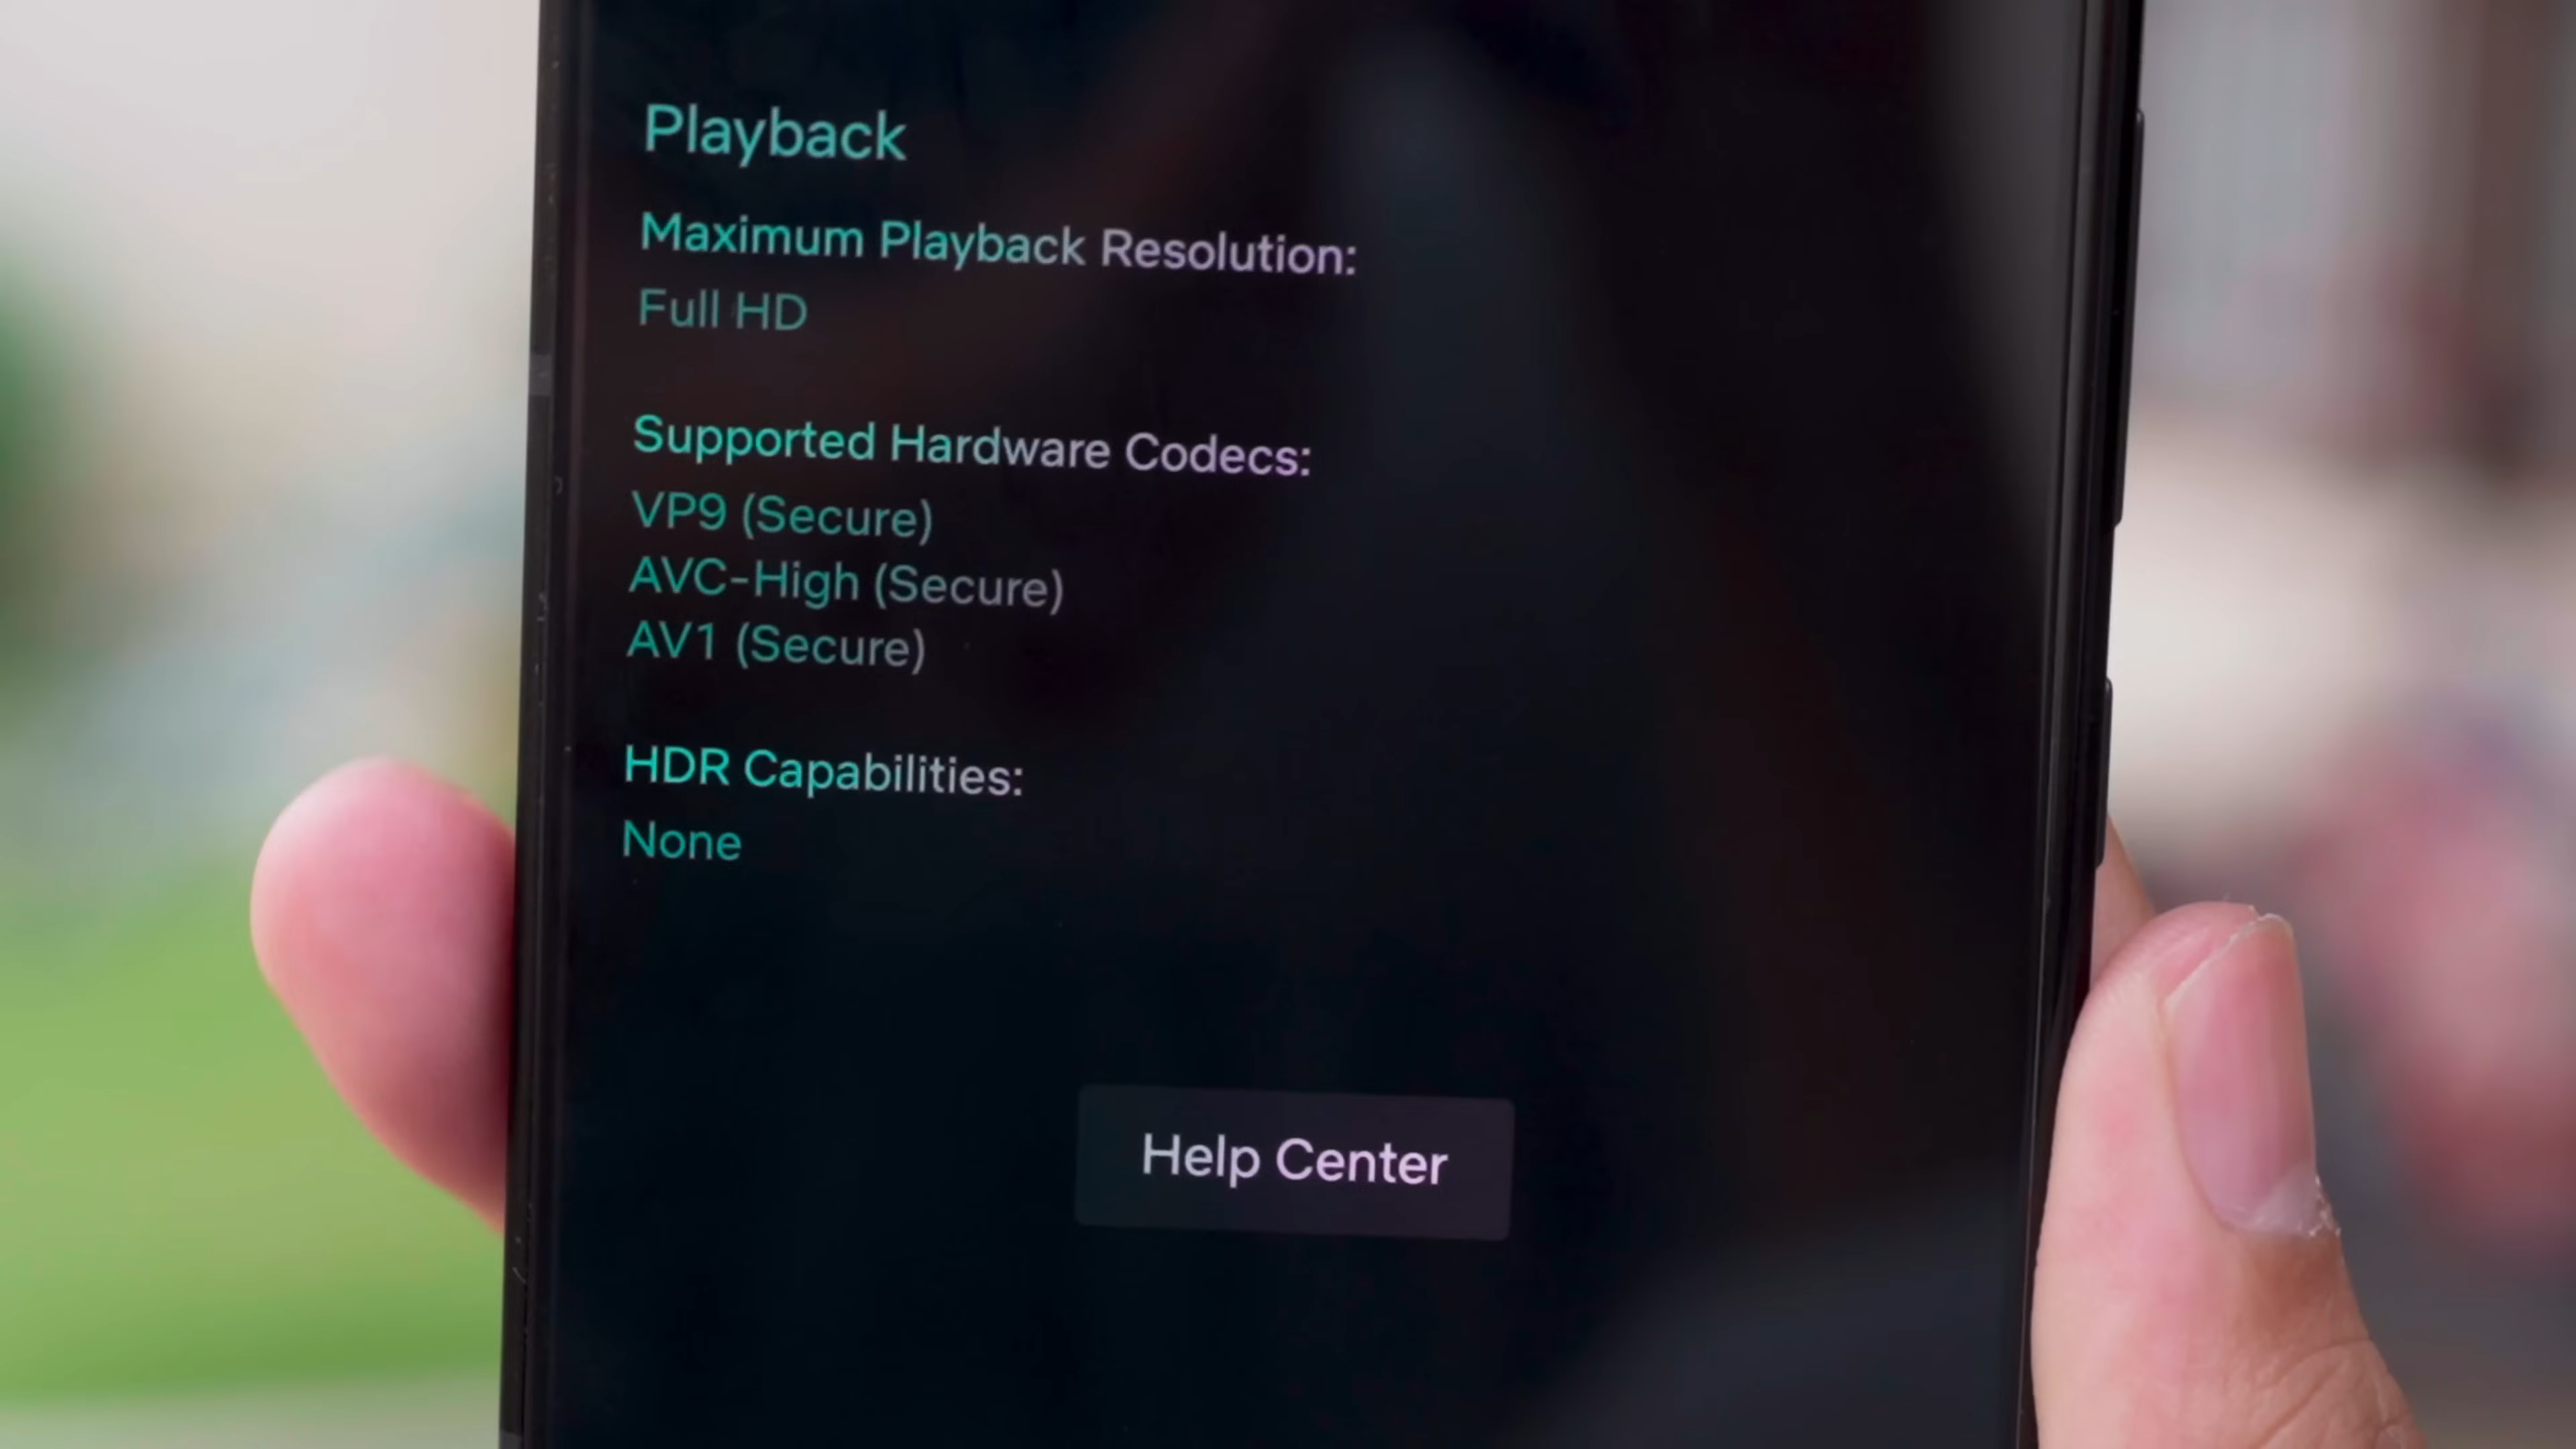 Playback
Maximum Playback Resolution:
Full HD
Supported Hardware Codecs:
VP9 (Secure)
AVC-High (Secure)
AV1 (Secure)
HDR Capabilities:
None
Help Center